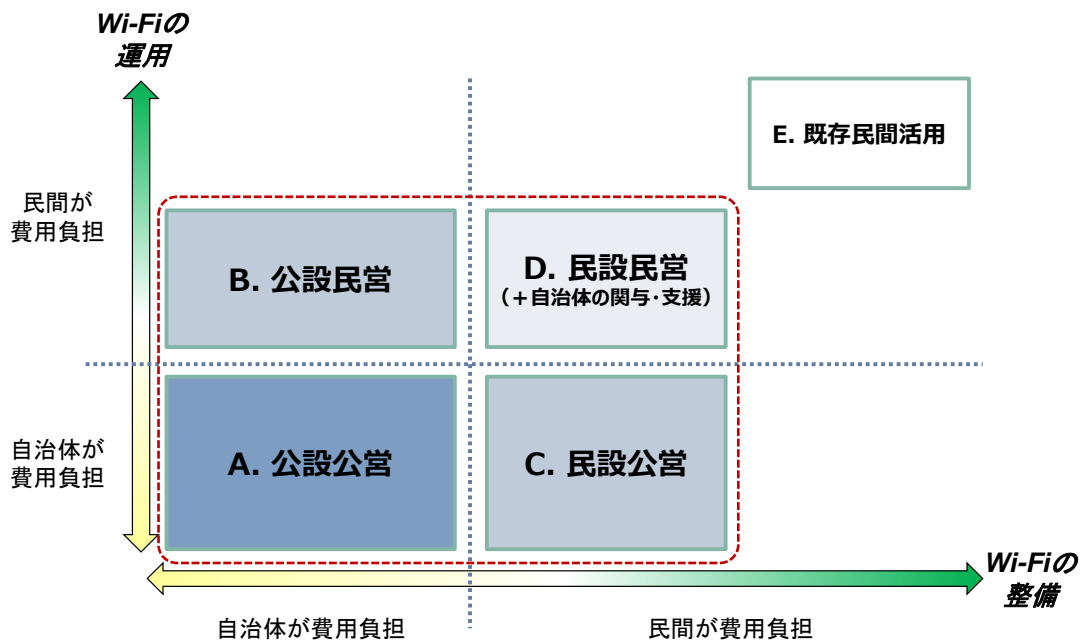 Wi-Fiの
運用
E. 既存民間活用
民間が
費用負担
B. 公設民営
D. 民設民営
（＋自治体の関与・支援）
自治体が
費用負担
A. 公設公営
C. 民設公営
Wi-Fiの
整備
自治体が費用負担
民間が費用負担